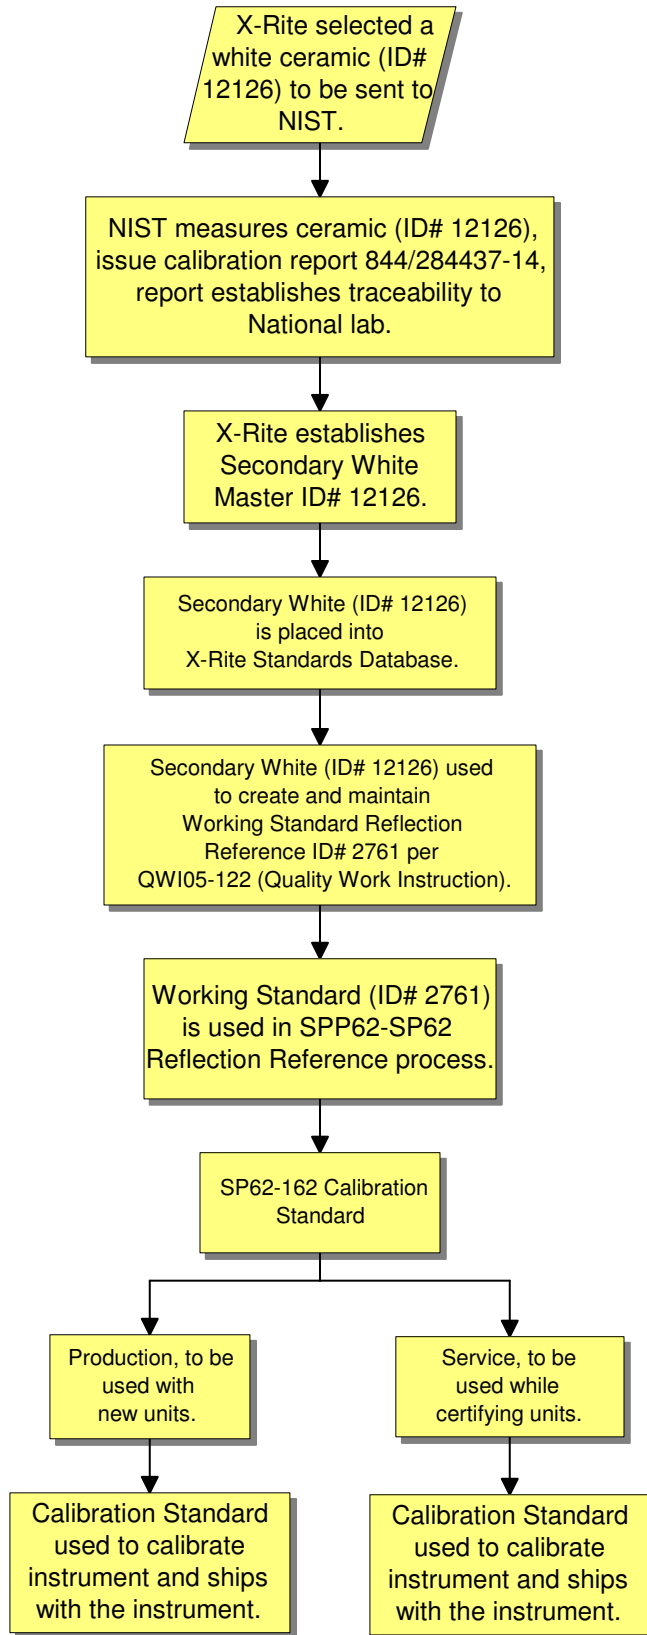 X-Rite selected a
white ceramic (ID#
12126) to be sent to
NIST.
NIST measures ceramic (ID# 12126),
issue calibration report 844/284437-14,
report establishes traceability to
National lab.
X-Rite establishes
Secondary White
Master ID# 12126.
Secondary White (ID# 12126)
is placed into
X-Rite Standards Database.
Secondary White (ID# 12126) used
to create and maintain
Working Standard Reflection
Reference ID# 2761 per
QWI05-122 (Quality Work Instruction).
Working Standard (ID# 2761)
is used in SPP62-SP62
Reflection Reference process.
SP62-162 Calibration
Standard
Production, to be
used with
new units.
Service, to be
used while
certifying units.
Calibration Standard
used to calibrate
instrument and ships
with the instrument.
Calibration Standard
used to calibrate
instrument and ships
with the instrument.